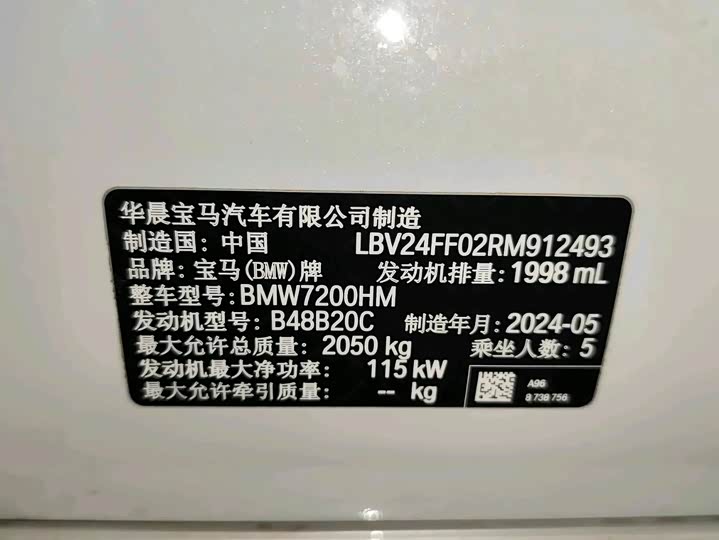 华晨宝马汽车有限公司制造
制造国: 中国 LBV24FF02RM912493
品牌: 宝马(BMW)牌 发动机排量: 1998 mL
整车型号: BMW7200HM
发动机型号: B48B20C 制造年月: 2024-05
最大允许总质量: 2050 kg 乘坐人数: 5
发动机最大净功率: 115 kW
最大允许牵引质量: -- kg
A96
8 738 756